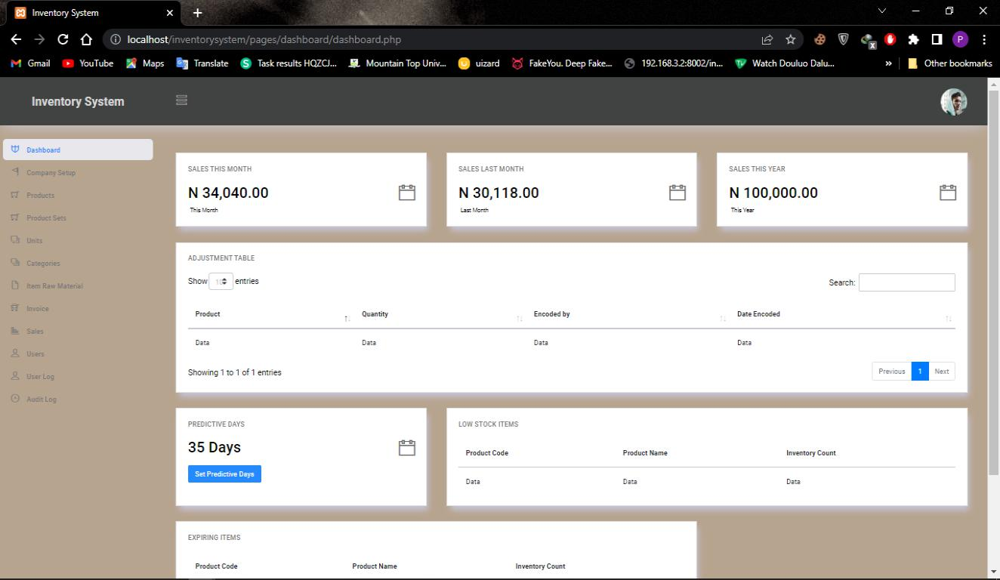 Inventory System
localhost/inventorysystem/pages/dashboard/dashboard.php
P
Gmail YouTube Maps Translate S Task results HQZCJ... Mountain Top Univ... uizard FakeYou. Deep Fake... 192.168.3.2:8002/in... Watch Douluo Dalu... » Other bookmarks
Inventory System
Dashboard
Company Setup
Products
Product Sets
Units
Categories
Item Raw Material
Invoice
Sales
Users
User Log
Audit Log
SALES THIS MONTH
N 34,040.00
This Month
SALES LAST MONTH
N 30,118.00
Last Month
SALES THIS YEAR
N 100,000.00
This Year
ADJUSTMENT TABLE
Show 10 entries Search:
Product Quantity Encoded by Date Encoded
Data Data Data Data
Showing 1 to 1 of 1 entries Previous 1 Next
PREDICTIVE DAYS
35 Days
Set Predictive Days
LOW STOCK ITEMS
Product Code Product Name Inventory Count
Data Data Data
EXPIRING ITEMS
Product Code Product Name Inventory Count